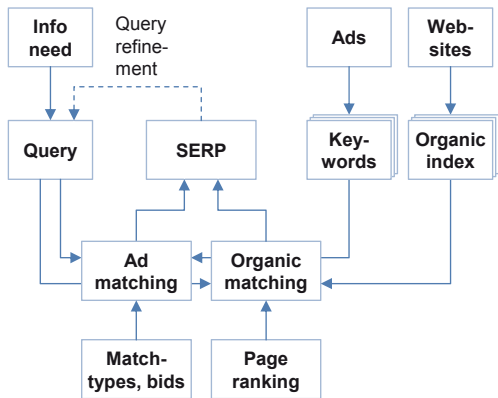 Info
need
Query
refine-
ment
Ads
Web-
sites
Query
SERP
Key-
words
Organic
index
Ad
matching
Organic
matching
Match-
types, bids
Page
ranking